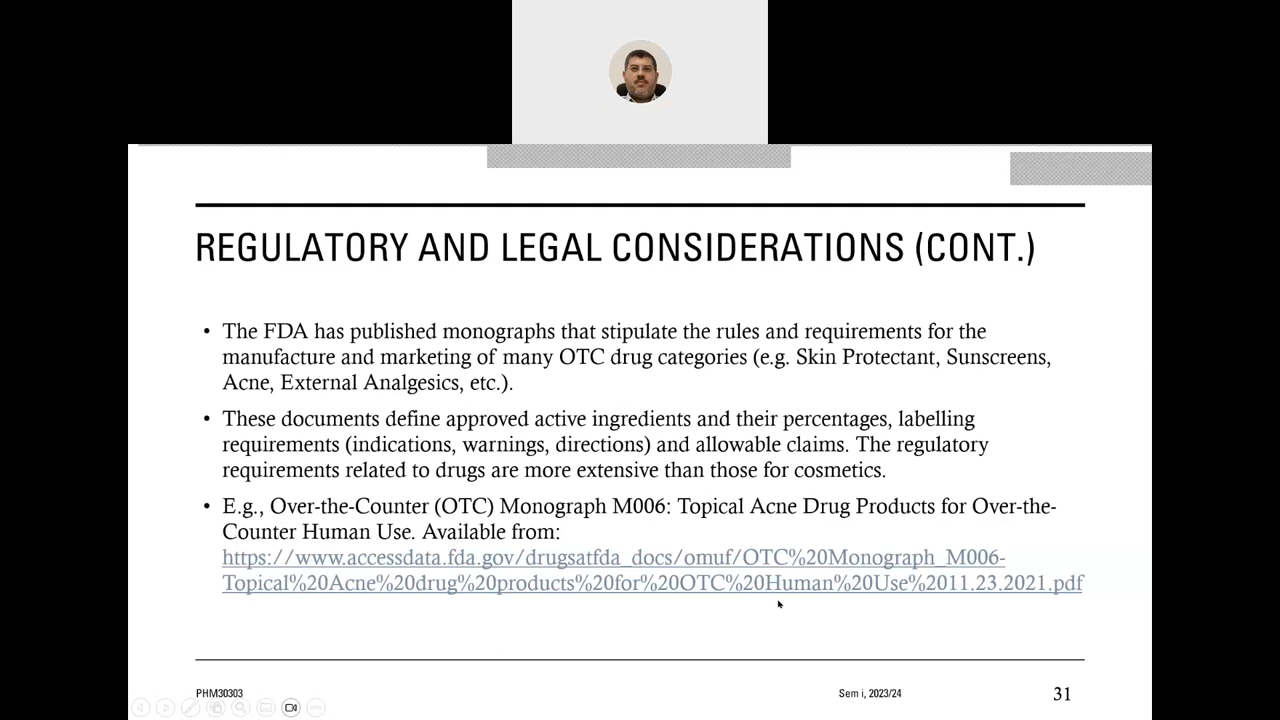 REGULATORY AND LEGAL CONSIDERATIONS (CONT.)
• The FDA has published monographs that stipulate the rules and requirements for the
manufacture and marketing of many OTC drug categories (e.g. Skin Protectant, Sunscreens,
Acne, External Analgesics, etc.).
• These documents define approved active ingredients and their percentages, labelling
requirements (indications, warnings, directions) and allowable claims. The regulatory
requirements related to drugs are more extensive than those for cosmetics.
• E.g., Over-the-Counter (OTC) Monograph M006: Topical Acne Drug Products for Over-the-
Counter Human Use. Available from:
https://www.accessdata.fda.gov/drugsatfda_docs/omuf/OTC%20Monograph_M006-
Topical%20Acne%20drug%20products%20for%20OTC%20Human%20Use%2011.23.2021.pdf
PHM30303
Sem i, 2023/24
31